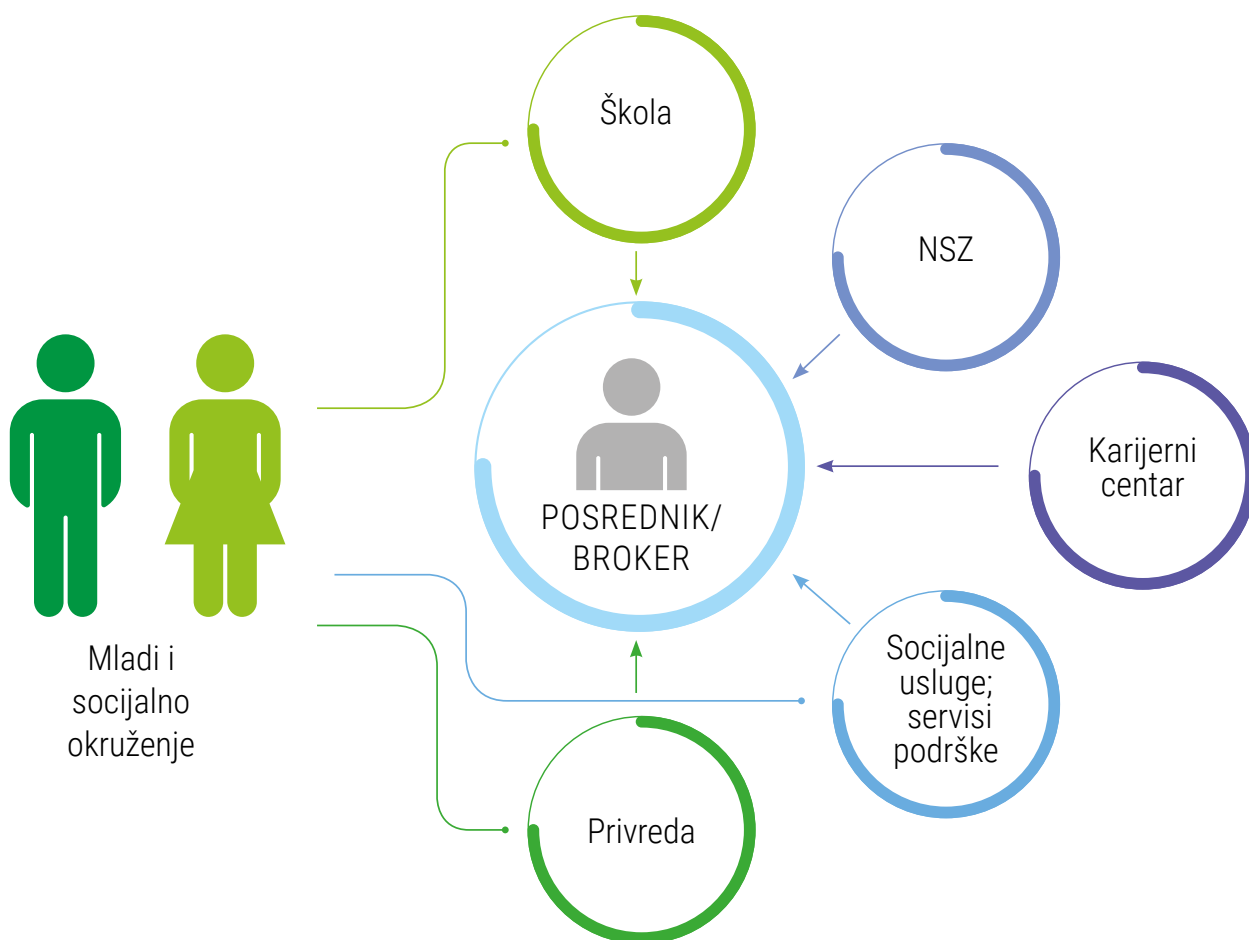 Škola
NSZ
Karijerni
centar
POSREDNIK/
BROKER
Mladi i
socijalno
okruženje
Socijalne
usluge;
servisi
podrške
Privreda